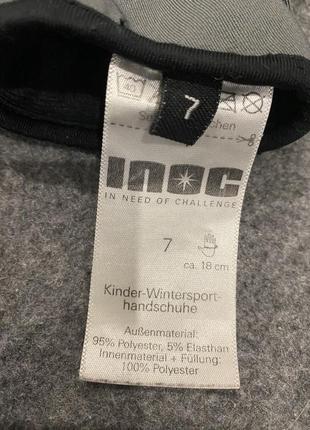 40
7
INOC
IN NEED OF CHALLENGE
7
ca. 18 cm
Kinder-Wintersport-
handschuhe
Außenmaterial:
95% Polyester, 5% Elasthan
Innenmaterial + Füllung:
100% Polyester